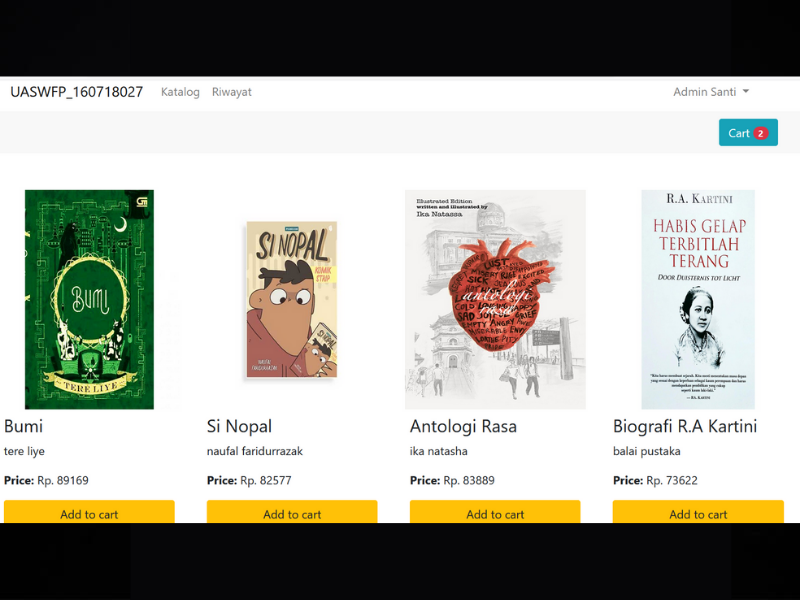 UASWFP_160718027 Katalog Riwayat Admin Santi
Cart 2
BUMI
TERE LIYE
SI NOPAL
KOMIK
STRIP
NAUFAL
FARIDURRAZAK
Illustrated Edition
written and illustrated by
Ika Natassa
antologi
rasa
R.A. KARTINI
HABIS GELAP
TERBITLAH
TERANG
DOOR DUISTERNIS TOT LICHT
— R.A. KARTINI
Bumi
tere liye
Price: Rp. 89169
Add to cart
Si Nopal
naufal faridurrazak
Price: Rp. 82577
Add to cart
Antologi Rasa
ika natasha
Price: Rp. 83889
Add to cart
Biografi R.A Kartini
balai pustaka
Price: Rp. 73622
Add to cart